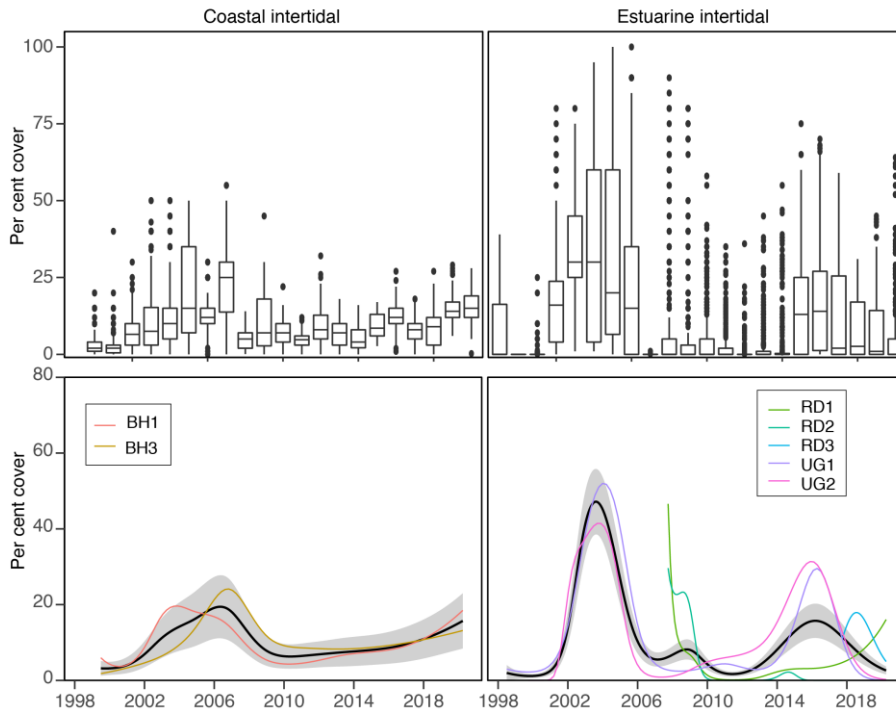 Coastal intertidal
Estuarine intertidal
Per cent cover
100
75
50
25
0
Per cent cover
80
60
40
20
0
BH1
BH3
RD1
RD2
RD3
UG1
UG2
1998 2002 2006 2010 2014 2018
1998 2002 2006 2010 2014 2018